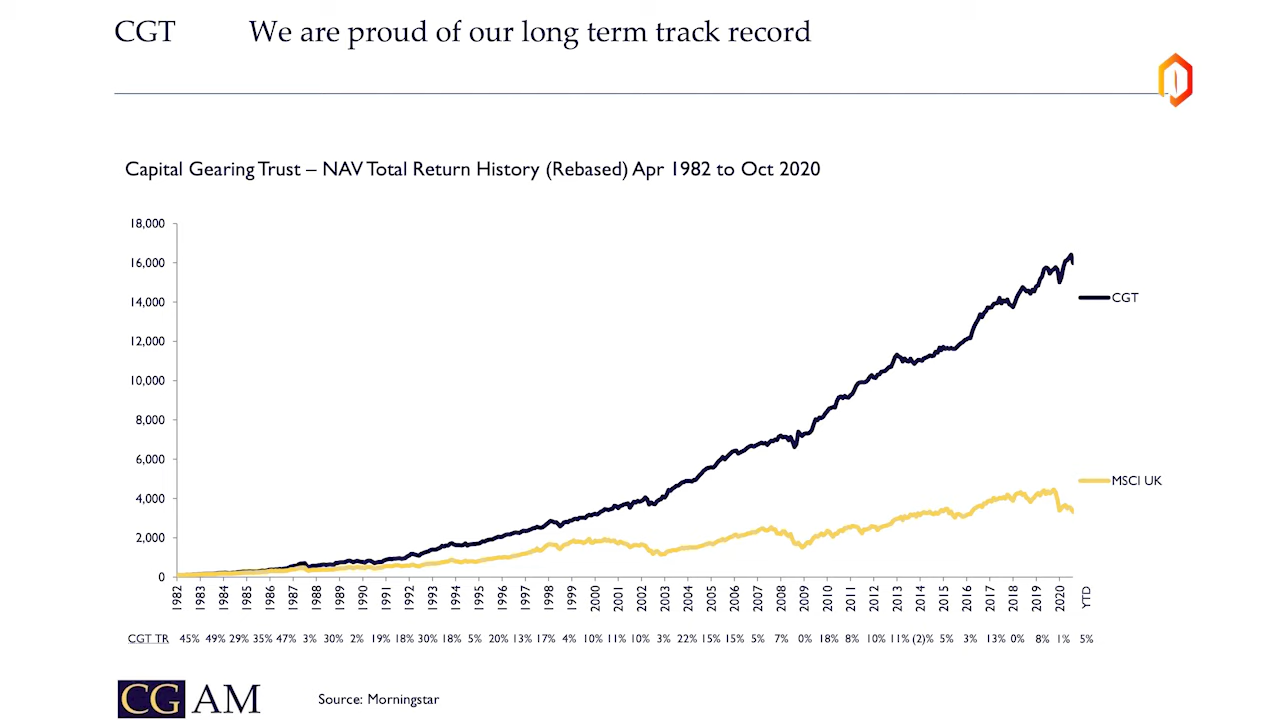 CGT We are proud of our long term track record
Capital Gearing Trust – NAV Total Return History (Rebased) Apr 1982 to Oct 2020
18,000
16,000
14,000
12,000
10,000
8,000
6,000
4,000
2,000
0
CGT
MSCI UK
1982 1983 1984 1985 1986 1987 1988 1989 1990 1991 1992 1993 1994 1995 1996 1997 1998 1999 2000 2001 2002 2003 2004 2005 2006 2007 2008 2009 2010 2011 2012 2013 2014 2015 2016 2017 2018 2019 2020 YTD
CGT TR 45% 49% 29% 35% 47% 3% 30% 2% 19% 18% 30% 18% 5% 20% 13% 17% 4% 10% 11% 10% 3% 22% 15% 15% 5% 7% 0% 18% 8% 10% 11% (2)% 5% 3% 13% 0% 8% 1% 5%
CG AM
Source: Morningstar